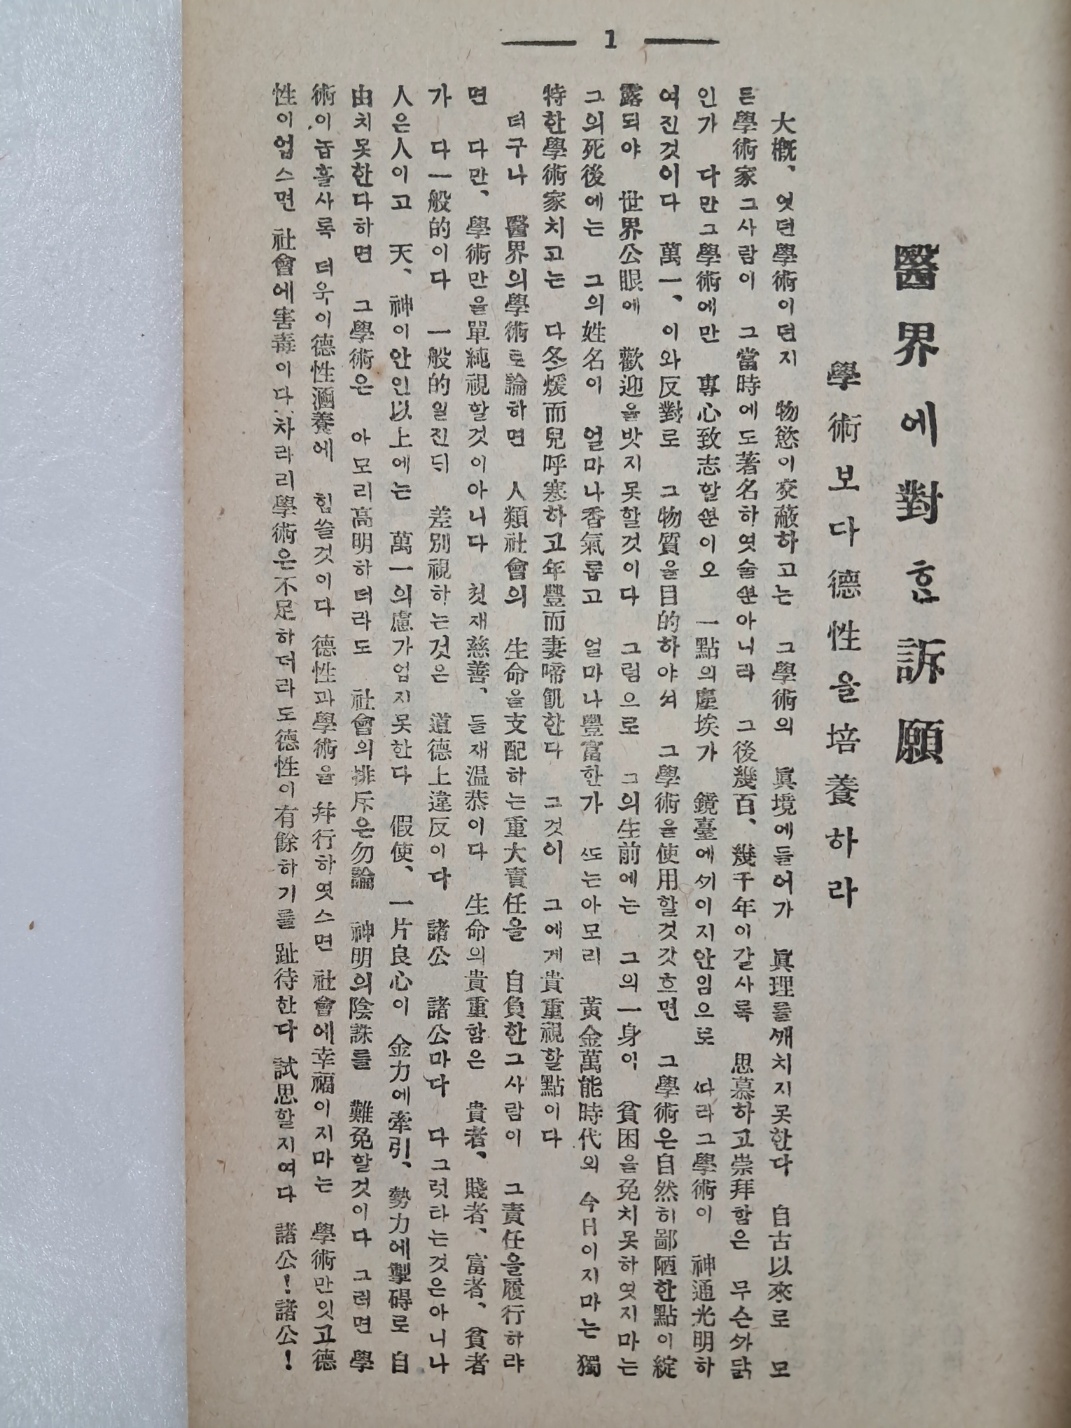 1
醫界에對한訴願
學術보다德性을培養하라
大槪、엇던學術이던지 物慾이交蔽하고는 그學術의 眞境에들어가 眞理를깨치지못한다 自古以來로 모
든學術家그사람이 그當時에도著名하엿슬뿐아니라 그後幾百、幾千年이갈사록 思慕하고崇拜함은 무슨까닭
인가 다만그學術에만 專心致志할뿐이오 一點의塵埃가 鏡臺에끼이지안임으로 따라그學術이 神通光明하
여진것이다 萬一、이와反對로 그物質을目的하야서 그學術을使用할것갓흐면 그學術은自然히鄙陋한點이綻
露되야 世界公眼에 歡迎을밧지못할것이다 그럼으로 그의生前에는 그의一身이 貧困을免치못하엿지마는
그의死後에는 그의姓名이 얼마나香氣롭고 얼마나豐富한가 또는아모리 黃金萬能時代의 今日이지마는 獨
特한學術家치고는 다冬煖而兒呼寒하고年豐而妻啼飢한다 그것이 그에게貴重視할點이다
더구나 醫界의學術로論하면 人類社會의 生命을支配하는重大責任을 自負한그사람이 그責任을履行하랴
면 다만、學術만을單純視할것이아니다 첫재慈善、둘재温恭이다 生命의貴重함은 貴者、賤者、富者、貧者
가 다一般的이다 一般的일진듸 差別視하는것은 道德上違反이다 諸公 諸公마다 다그럿타는것은아니나
人은人이고 天、神이안인以上에는 萬一의慮가업지못한다 假使、一片良心이 金力에牽引、勢力에掣碍로 自
由치못한다하면 그學術은 아모리高明하더라도 社會의排斥은勿論 神明의陰誅를 難免할것이다 그려면 學
術이놉흘사록 더욱이德性涵養에 힘쓸것이다 德性과學術을幷行하엿스면 社會에幸福이지마는 學術만잇고德
性이업스면 社會에害毒이다차라리學術은不足하더라도德性이有餘하기를 趾待한다 試思할지여다 諸公!諸公!